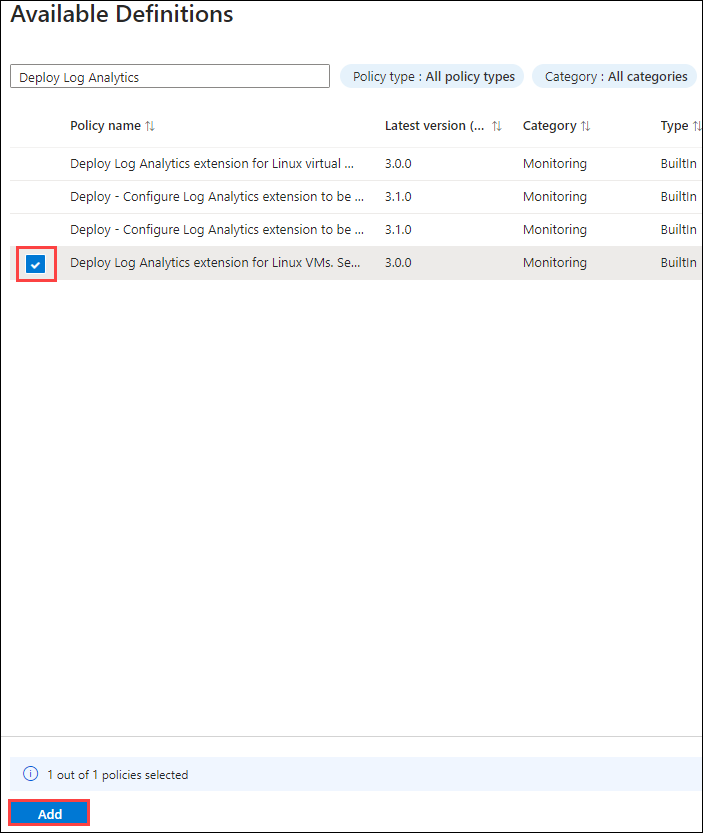 Available Definitions
Deploy Log Analytics
Policy type : All policy types
Category : All categories
Policy name Latest version (... Category Type
Deploy Log Analytics extension for Linux virtual ... 3.0.0 Monitoring BuiltIn
Deploy - Configure Log Analytics extension to be ... 3.1.0 Monitoring BuiltIn
Deploy - Configure Log Analytics extension to be ... 3.1.0 Monitoring BuiltIn
Deploy Log Analytics extension for Linux VMs. Se... 3.0.0 Monitoring BuiltIn
1 out of 1 policies selected
Add